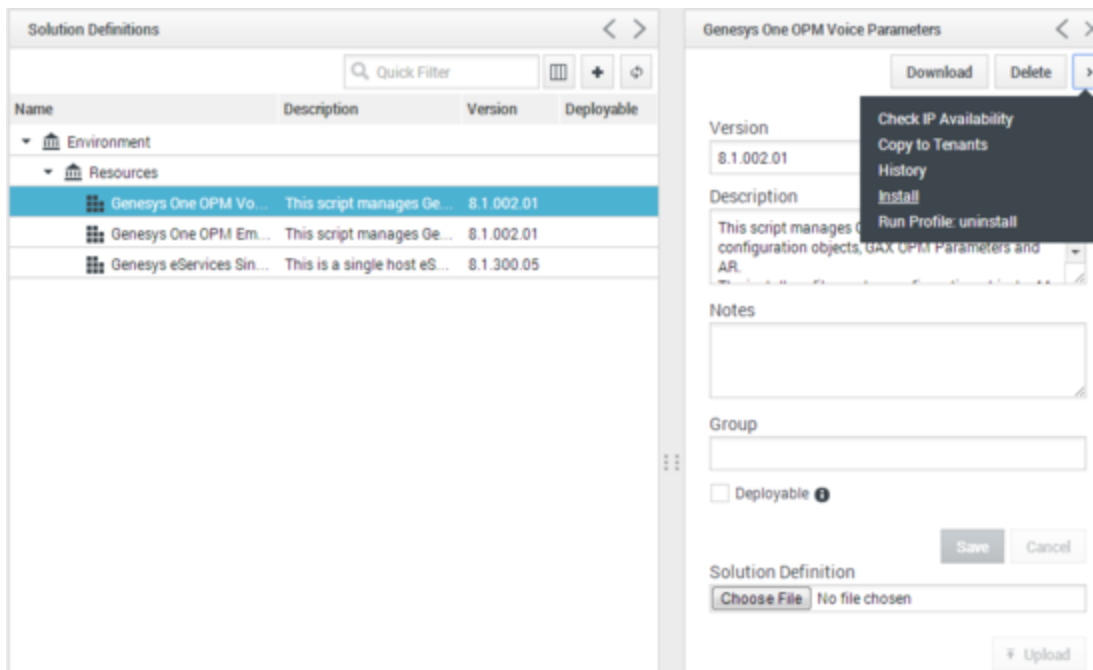 Solution Definitions
Quick Filter
Name Description Version Deployable
Environment
Resources
Genesys One OPM Vo... This script manages Ge... 8.1.002.01
Genesys One OPM Em... This script manages Ge... 8.1.002.01
Genesys eServices Sin... This is a single host eS... 8.1.300.05
Genesys One OPM Voice Parameters
Download Delete
Check IP Availability
Copy to Tenants
History
Install
Run Profile: uninstall
Version
8.1.002.01
Description
This script manages
configuration objects, GAX OPM Parameters and
AR.
Notes
Group
Deployable
Save Cancel
Solution Definition
Choose File No file chosen
Upload